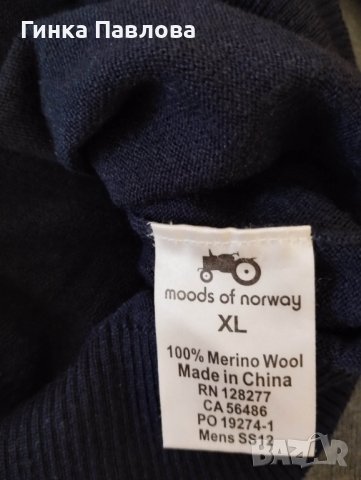 Гинка Павлова
moods of norway
XL
100% Merino Wool
Made in China
RN 128277
CA 56486
PO 19274-1
Mens SS12
BAZAR